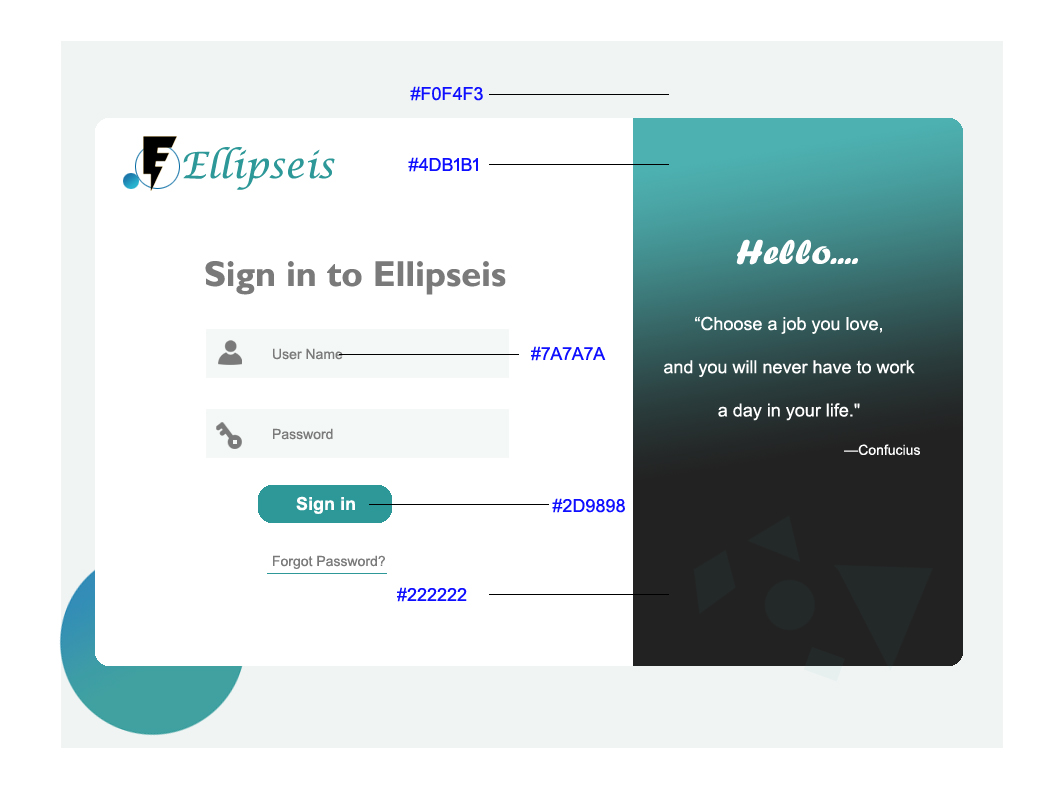 #F0F4F3
Ellipseis
#4DB1B1
Hello....
Sign in to Ellipseis
“Choose a job you love,
and you will never have to work
a day in your life."
—Confucius
User Name
#7A7A7A
Password
Sign in
#2D9898
Forgot Password?
#222222